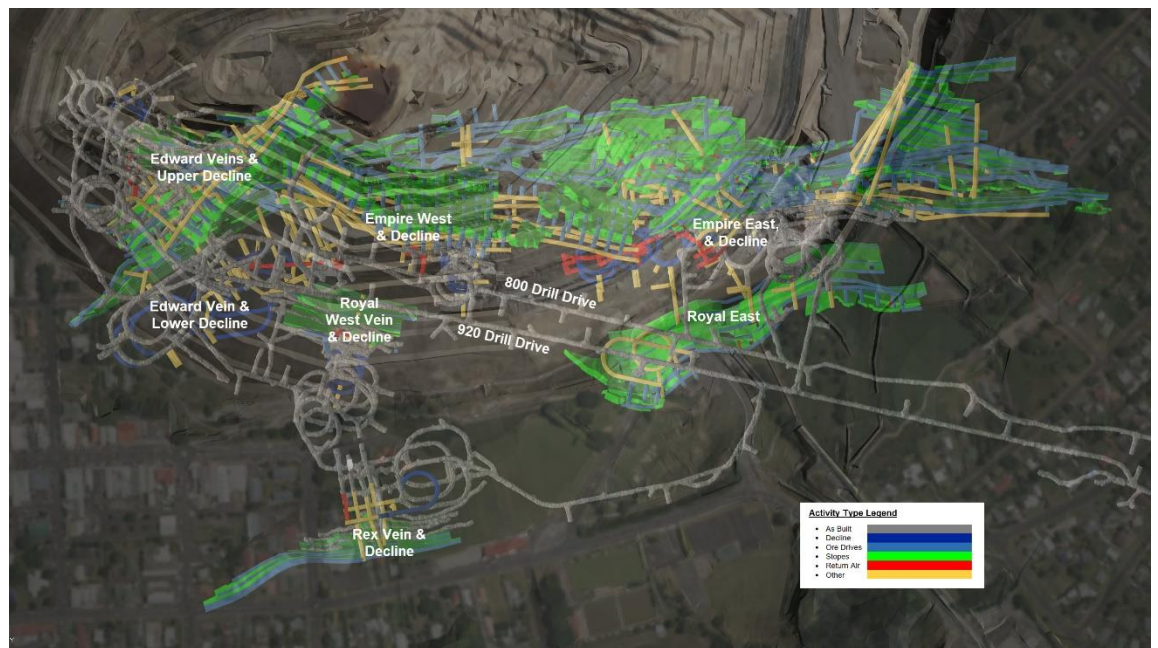 Edward Veins &
Upper Decline
Empire West
& Decline
Empire East,
& Decline
800 Drill Drive
Edward Vein &
Lower Decline
Royal
West Vein
& Decline
Royal East
920 Drill Drive
Rex Vein &
Decline
Activity Type Legend
• As Built
• Decline
• Ore Drives
• Stopes
• Return Air
• Other